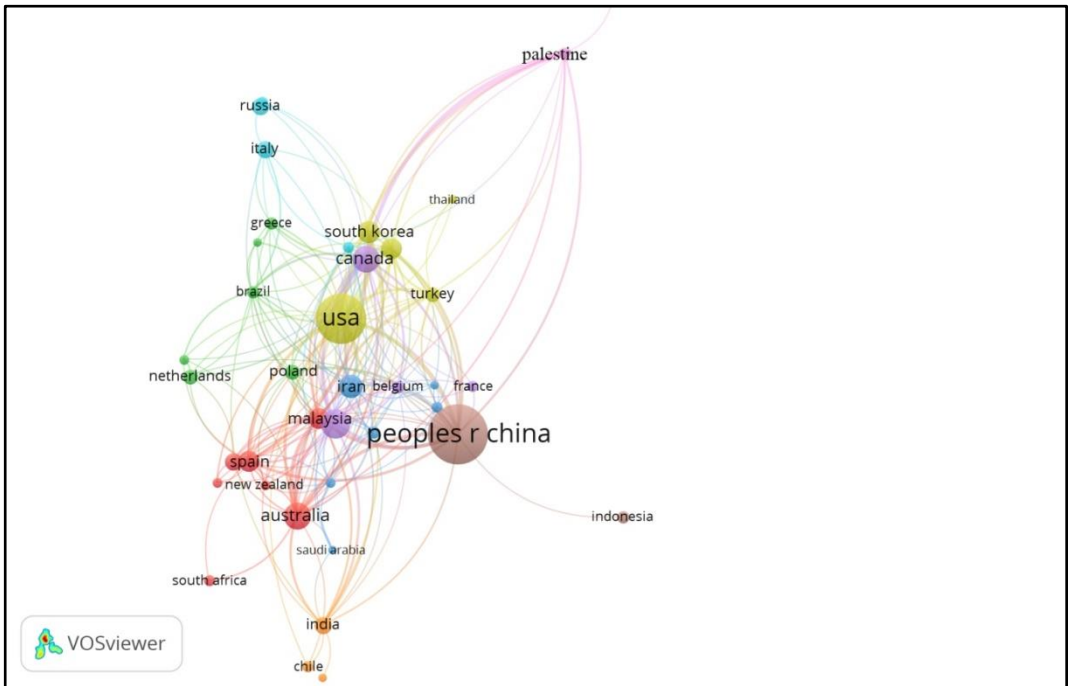 palestine
russia
italy
thailand
greece
south korea
canada
brazil
turkey
usa
netherlands
poland
iran
belgium
france
malaysia
peoples r china
spain
new zealand
australia
indonesia
saudi arabia
south africa
india
chile
VOSviewer